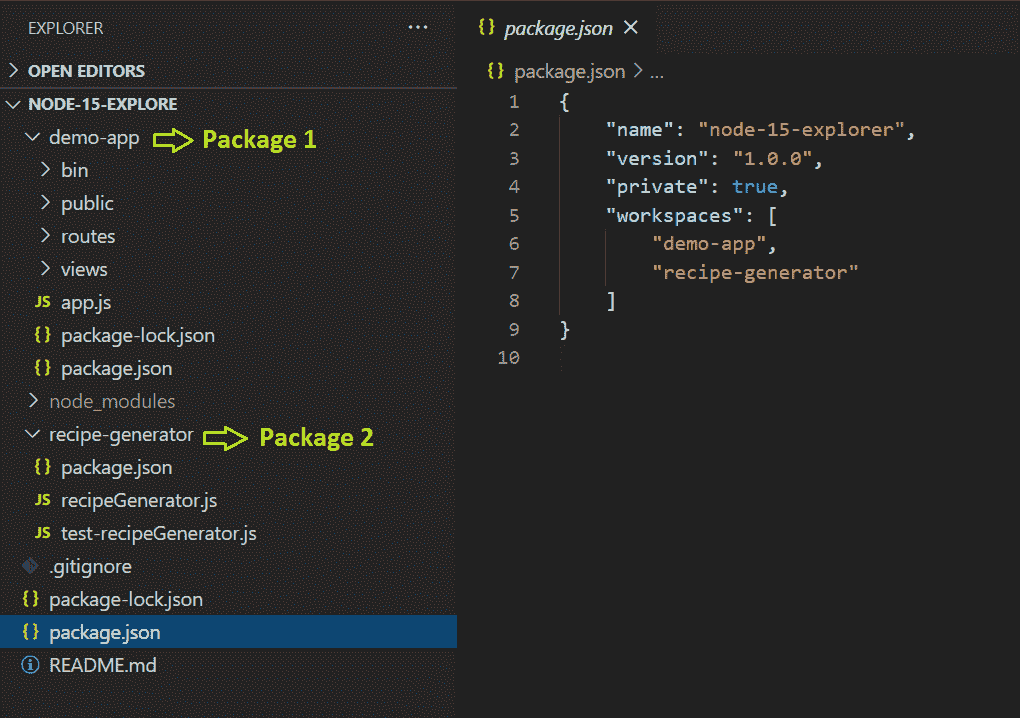 EXPLORER ...
OPEN EDITORS
NODE-15-EXPLORE
demo-app Package 1
bin
public
routes
views
JS app.js
{} package-lock.json
{} package.json
node_modules
recipe-generator Package 2
{} package.json
JS recipeGenerator.js
JS test-recipeGenerator.js
.gitignore
{} package-lock.json
{} package.json
README.md
{} package.json
{} package.json > ...
1 {
2 "name": "node-15-explorer",
3 "version": "1.0.0",
4 "private": true,
5 "workspaces": [
6 "demo-app",
7 "recipe-generator"
8 ]
9 }
10